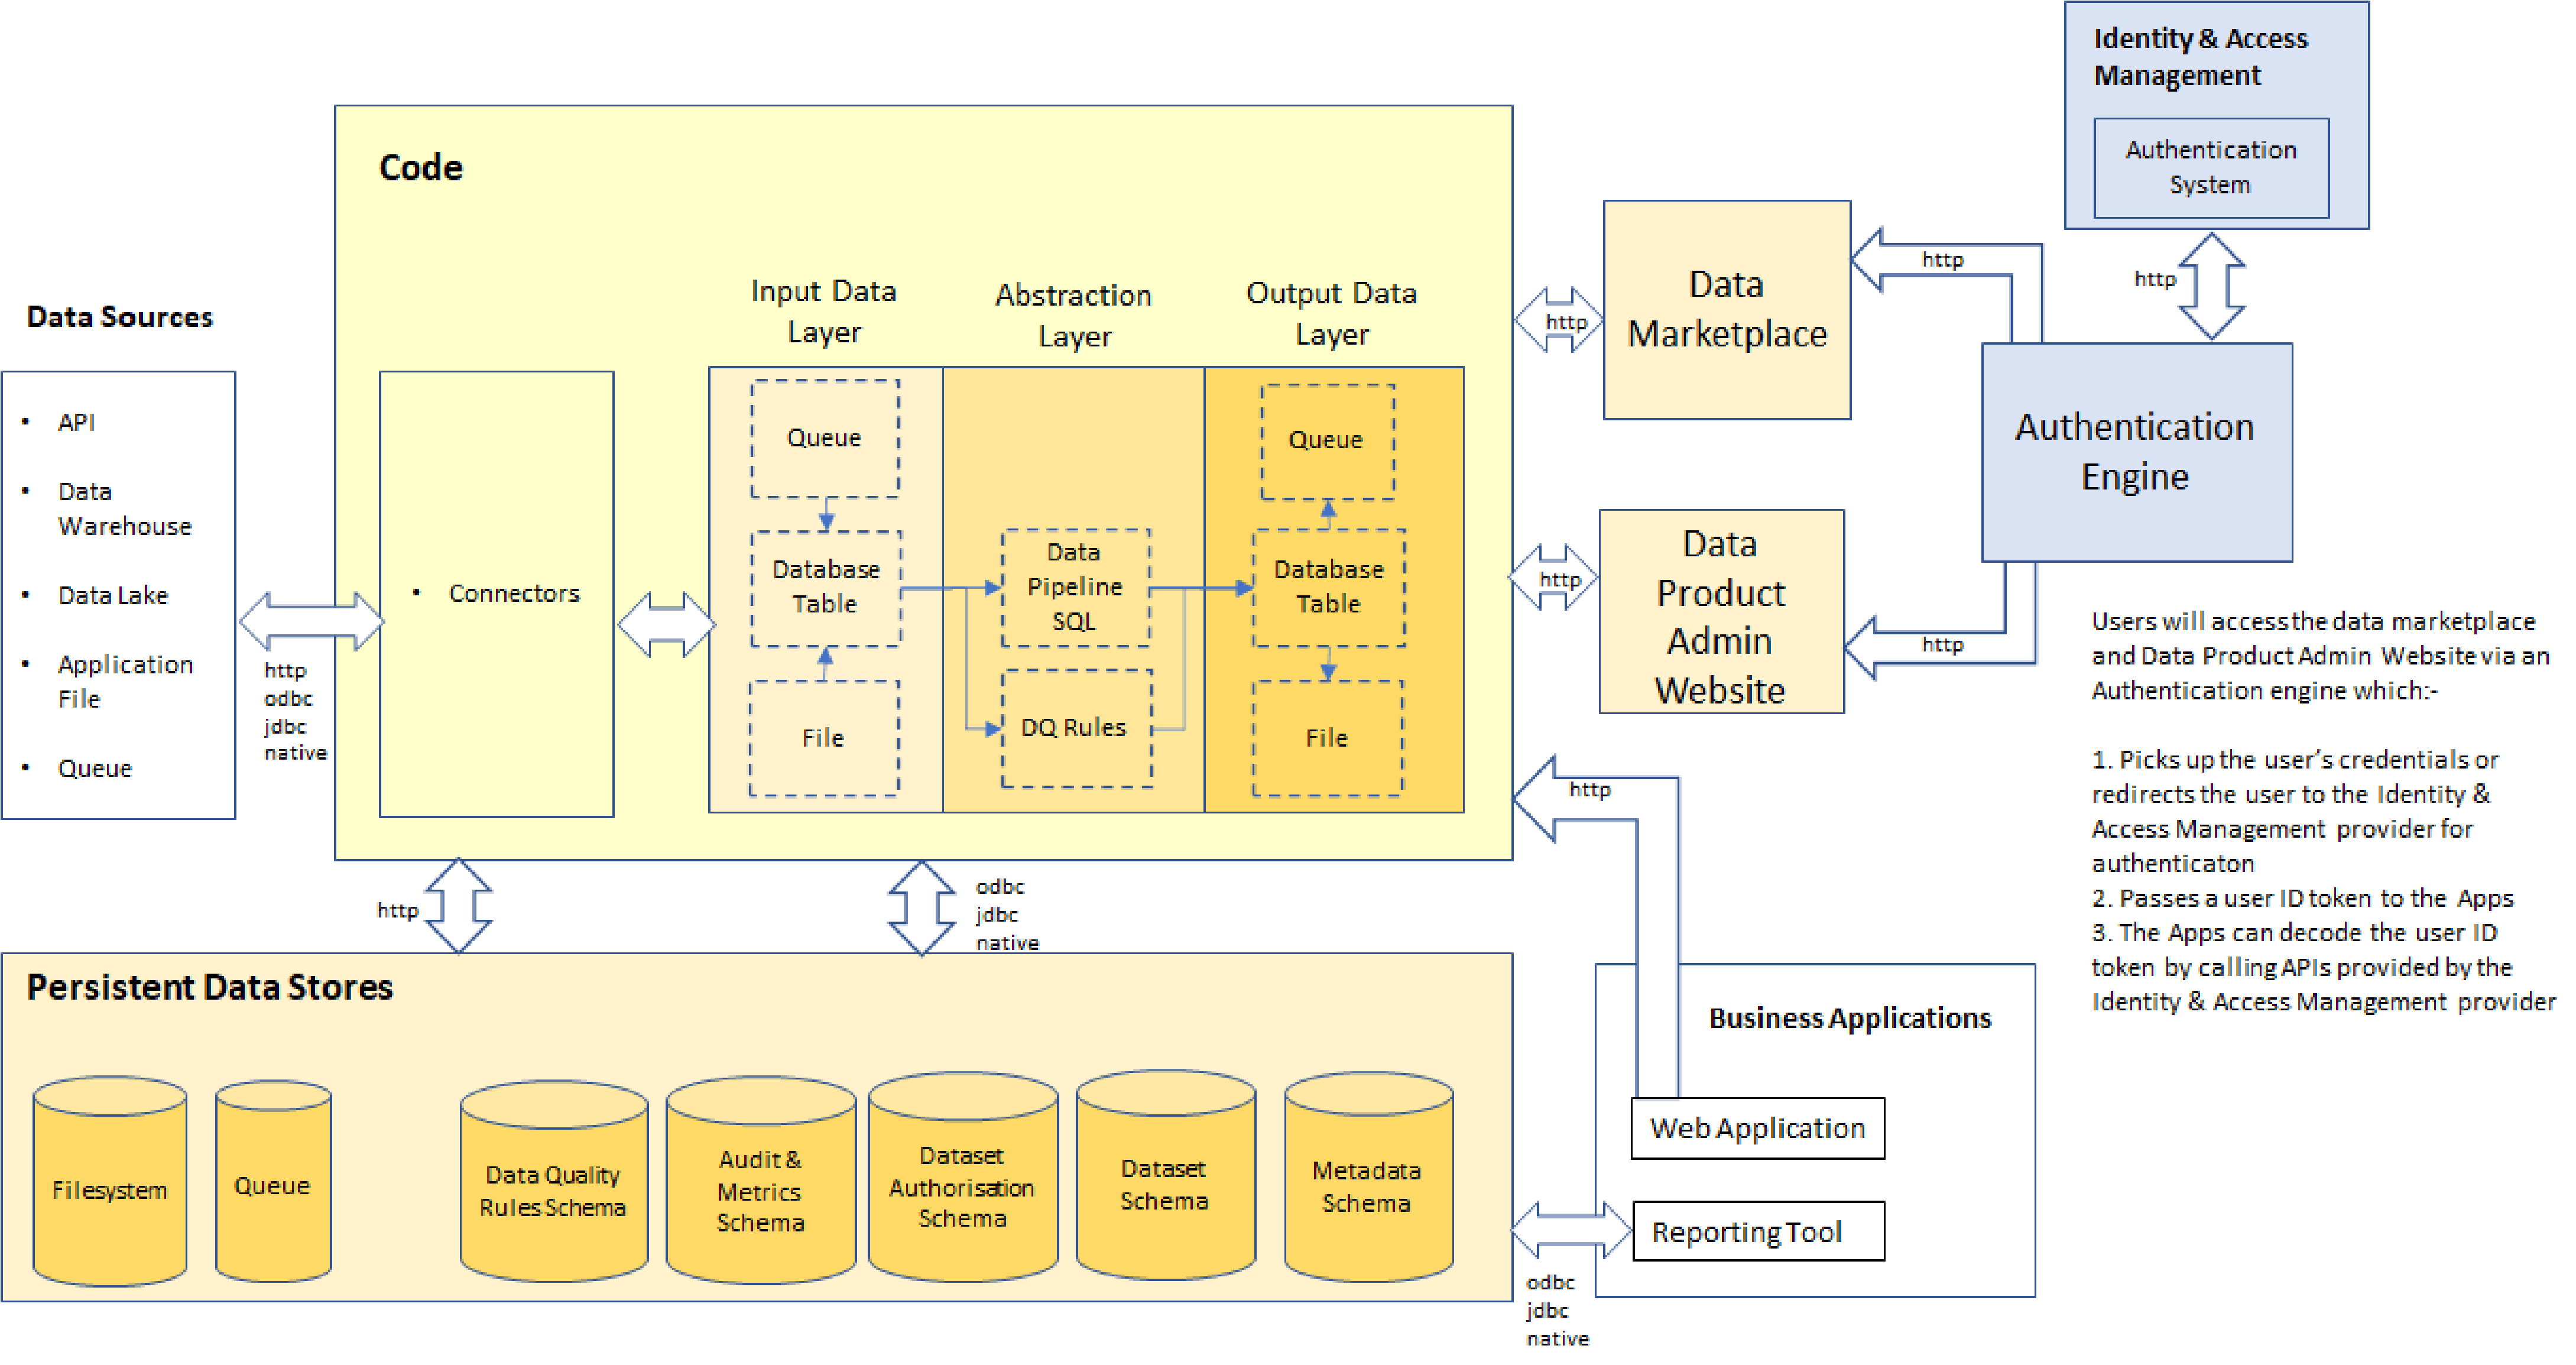 Identity & Access
Management
Authentication
System
Code
http
http
Data
Marketplace
http
Input Data
Layer
Abstraction
Layer
Output Data
Layer
Data Sources
• API
• Data
Warehouse
• Data Lake
• Application
File
• Queue
http
odbc
jdbc
native
• Connectors
Queue
Database
Table
File
Data
Pipeline
SQL
DQ Rules
Queue
Database
Table
File
Authentication
Engine
http
Data
Product
Admin
Website
http
Users will access the data marketplace
and Data Product Admin Website via an
Authentication engine which:-
1. Picks up the user's credentials or
redirects the user to the Identity &
Access Management provider for
authenticaton
2. Passes a user ID token to the Apps
3. The Apps can decode the user ID
token by calling APIs provided by the
Identity & Access Management provider
http
http
odbc
jdbc
native
Persistent Data Stores
Filesystem
Queue
Data Quality
Rules Schema
Audit &
Metrics
Schema
Dataset
Authorisation
Schema
Dataset
Schema
Metadata
Schema
Business Applications
Web Application
Reporting Tool
odbc
jdbc
native